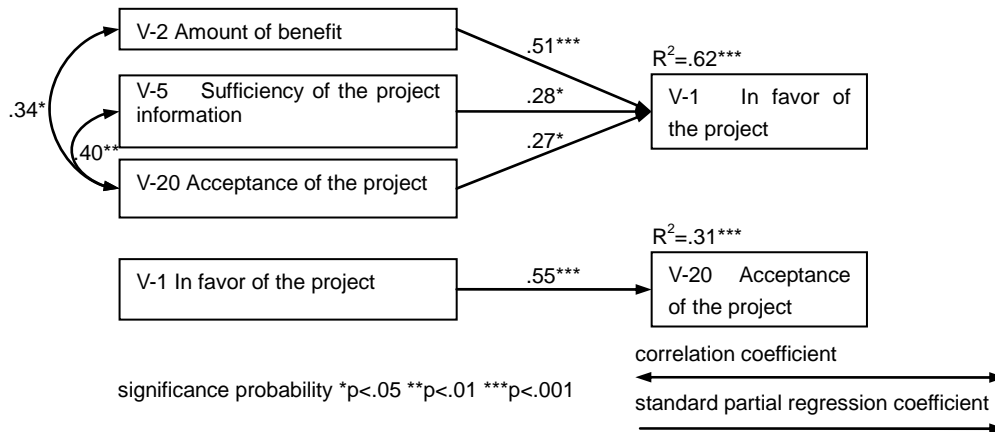 V-2 Amount of benefit
.51***
R2=.62***
V-5 Sufficiency of the project
information
.28*
V-1 In favor of
the project
.34*
.40**
.27*
V-20 Acceptance of the project
R2=.31***
V-1 In favor of the project
.55***
V-20 Acceptance
of the project
correlation coefficient
significance probability *p<.05 **p<.01 ***p<.001
standard partial regression coefficient